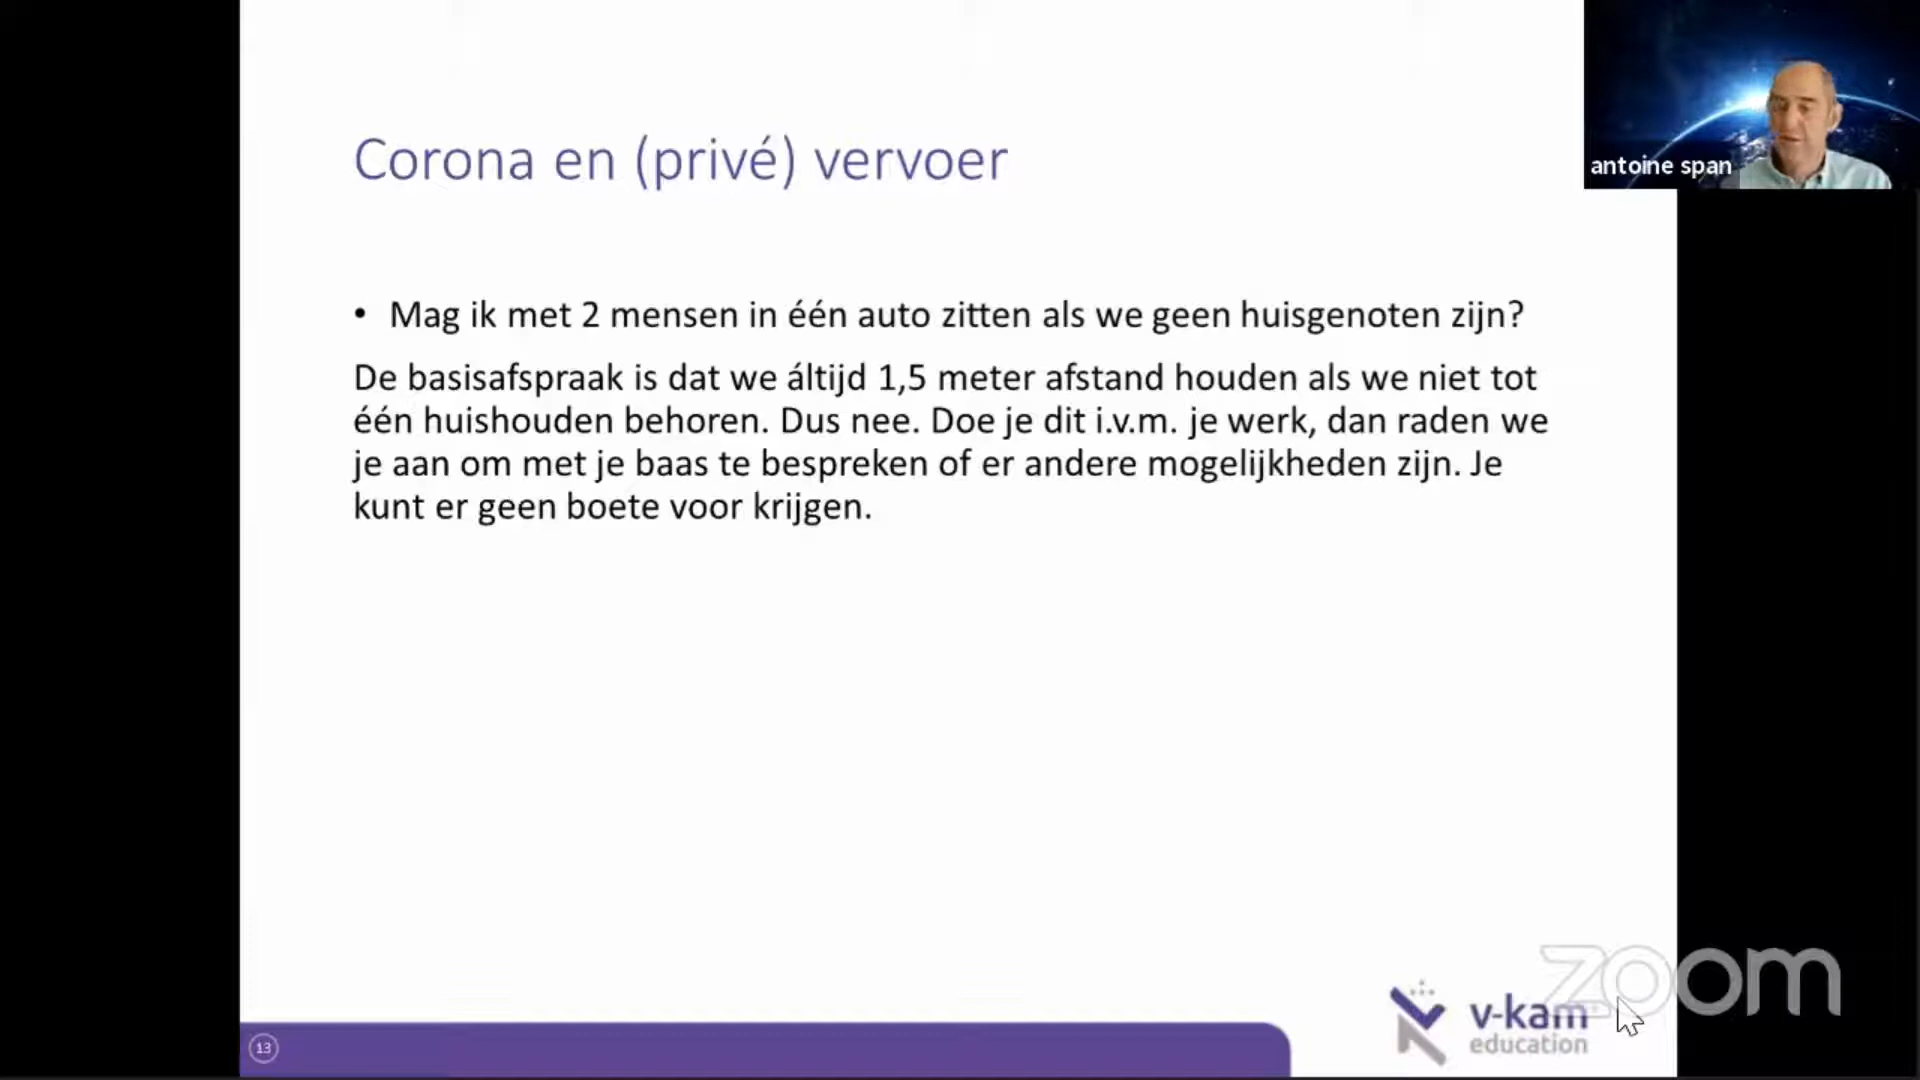 Corona en (privé) vervoer
antoine span
• Mag ik met 2 mensen in één auto zitten als we geen huisgenoten zijn?
De basisafspraak is dat we áltijd 1,5 meter afstand houden als we niet tot
één huishouden behoren. Dus nee. Doe je dit i.v.m. je werk, dan raden we
je aan om met je baas te bespreken of er andere mogelijkheden zijn. Je
kunt er geen boete voor krijgen.
zoom
v-kam
education
13